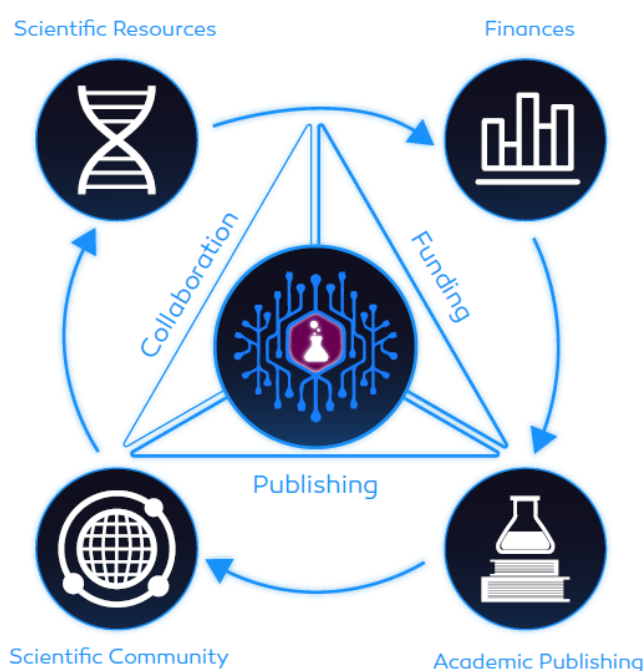 Scientific Resources
Finances
Collaboration
Funding
Publishing
Scientific Community
Academic Publishing